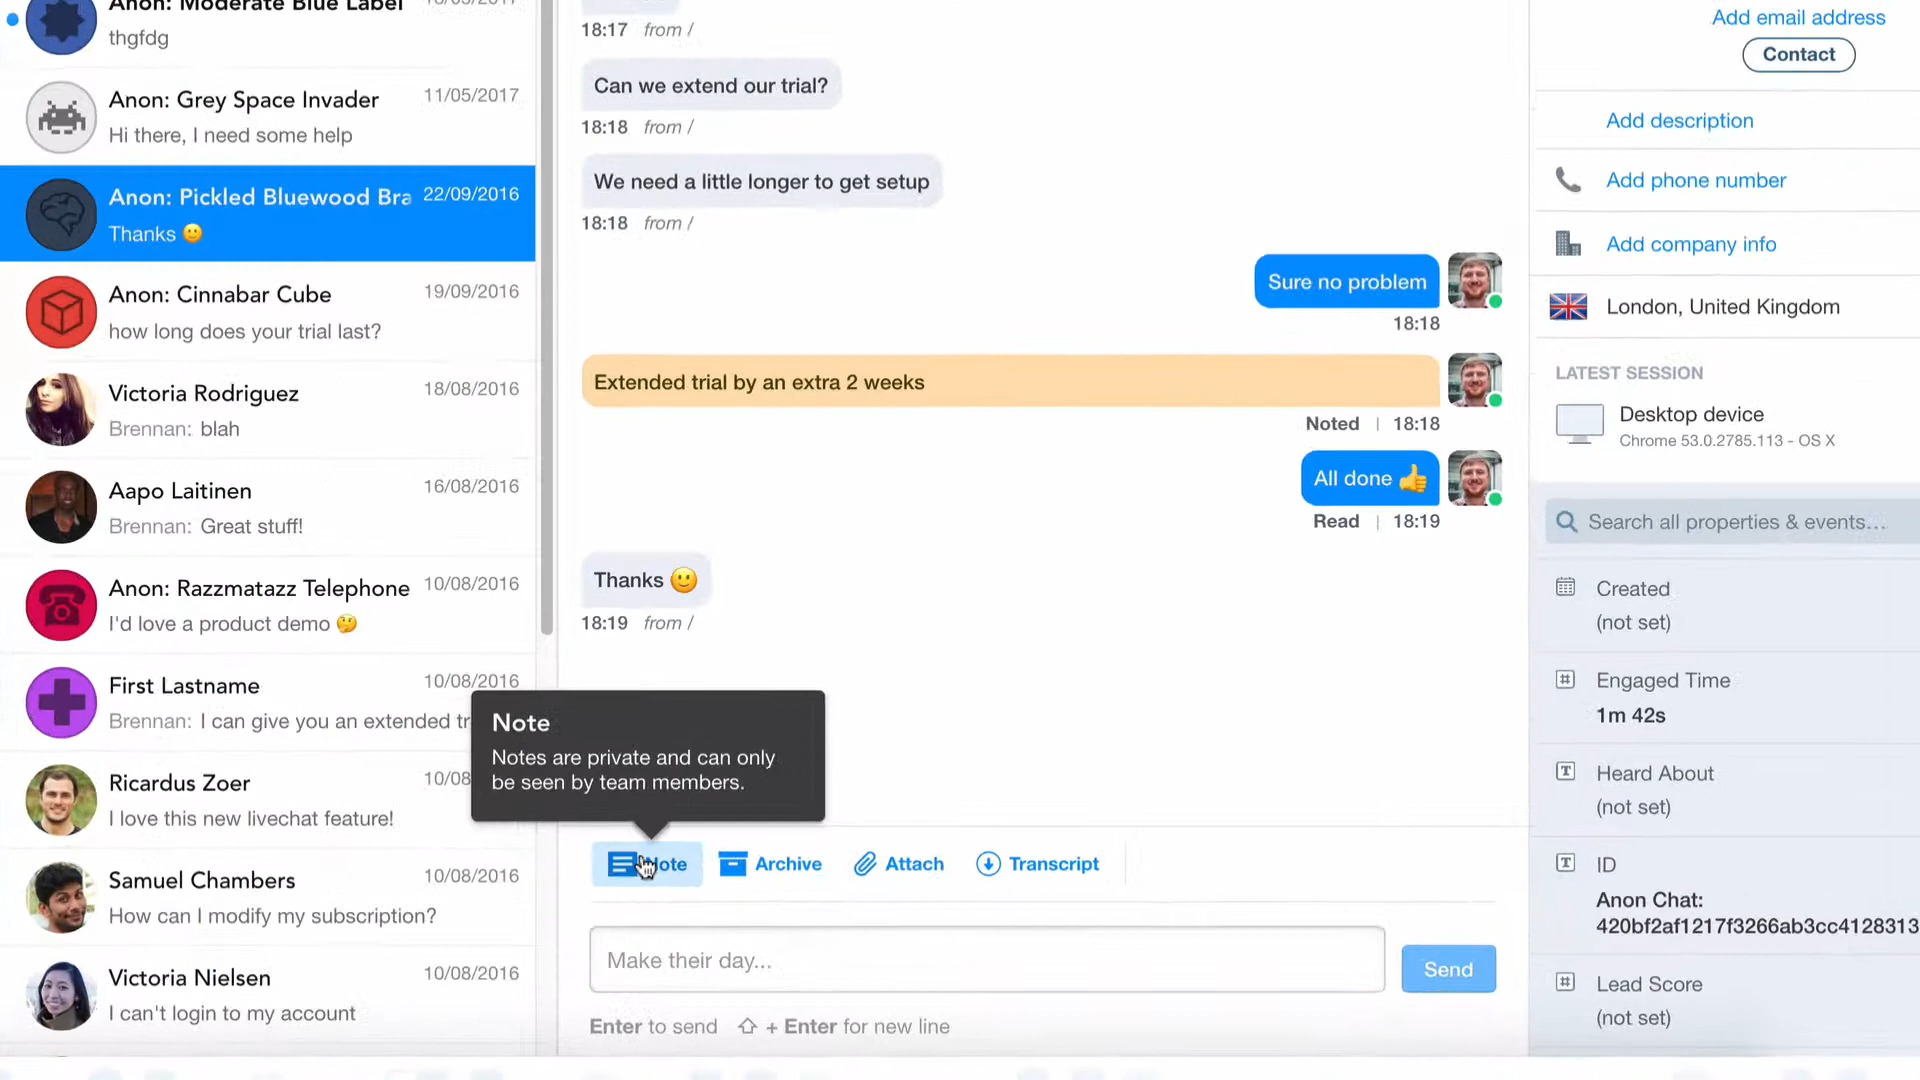 Anon: Moderate Blue Label
thgfdg
Anon: Grey Space Invader 11/05/2017
Hi there, I need some help
Anon: Pickled Bluewood Bra 22/09/2016
Thanks 🙂
Anon: Cinnabar Cube 19/09/2016
how long does your trial last?
Victoria Rodriguez 18/08/2016
Brennan: blah
Aapo Laitinen 16/08/2016
Brennan: Great stuff!
Anon: Razzmatazz Telephone 10/08/2016
I'd love a product demo 🤔
First Lastname 10/08/2016
Brennan: I can give you an extended tr
Ricardus Zoer 10/08
I love this new livechat feature!
Samuel Chambers 10/08/2016
How can I modify my subscription?
Victoria Nielsen 10/08/2016
I can't login to my account
18:17 from /
Can we extend our trial?
18:18 from /
We need a little longer to get setup
18:18 from /
Sure no problem
18:18
Extended trial by an extra 2 weeks
Noted | 18:18
All done 👍
Read | 18:19
Thanks 🙂
18:19 from /
Note
Notes are private and can only
be seen by team members.
Note Archive Attach Transcript
Make their day...
Send
Enter to send ⇧ + Enter for new line
Add email address
Contact
Add description
Add phone number
Add company info
London, United Kingdom
LATEST SESSION
Desktop device
Chrome 53.0.2785.113 - OS X
Search all properties & events...
Created
(not set)
Engaged Time
1m 42s
Heard About
(not set)
ID
Anon Chat:
420bf2af1217f3266ab3cc4128313
Lead Score
(not set)